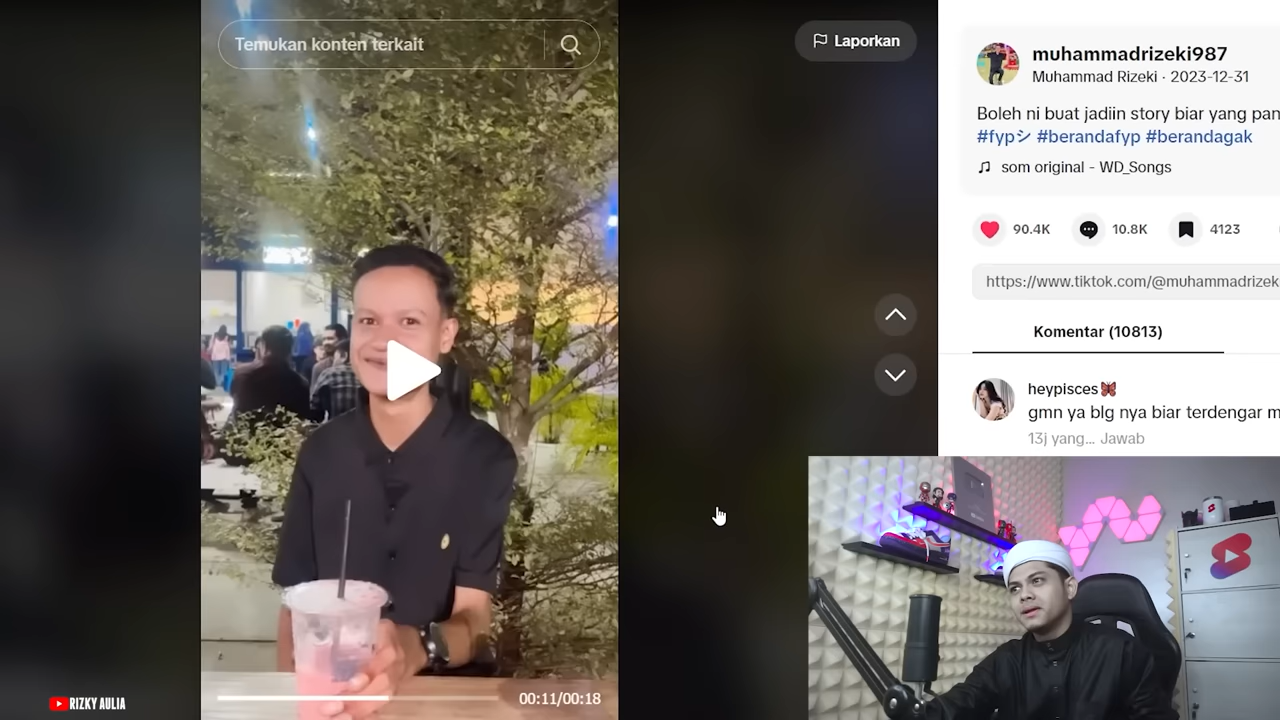 Temukan konten terkait
Laporkan
muhammadrizeki987
Muhammad Rizeki · 2023-12-31
Boleh ni buat jadiin story biar yang pan
#fypシ #berandafyp #berandagak
som original - WD_Songs
90.4K
10.8K
4123
https://www.tiktok.com/@muhammadrizek
Komentar (10813)
heypisces🦋
gmn ya blg nya biar terdengar m
13j yang... Jawab
00:11/00:18
RIZKY AULIA